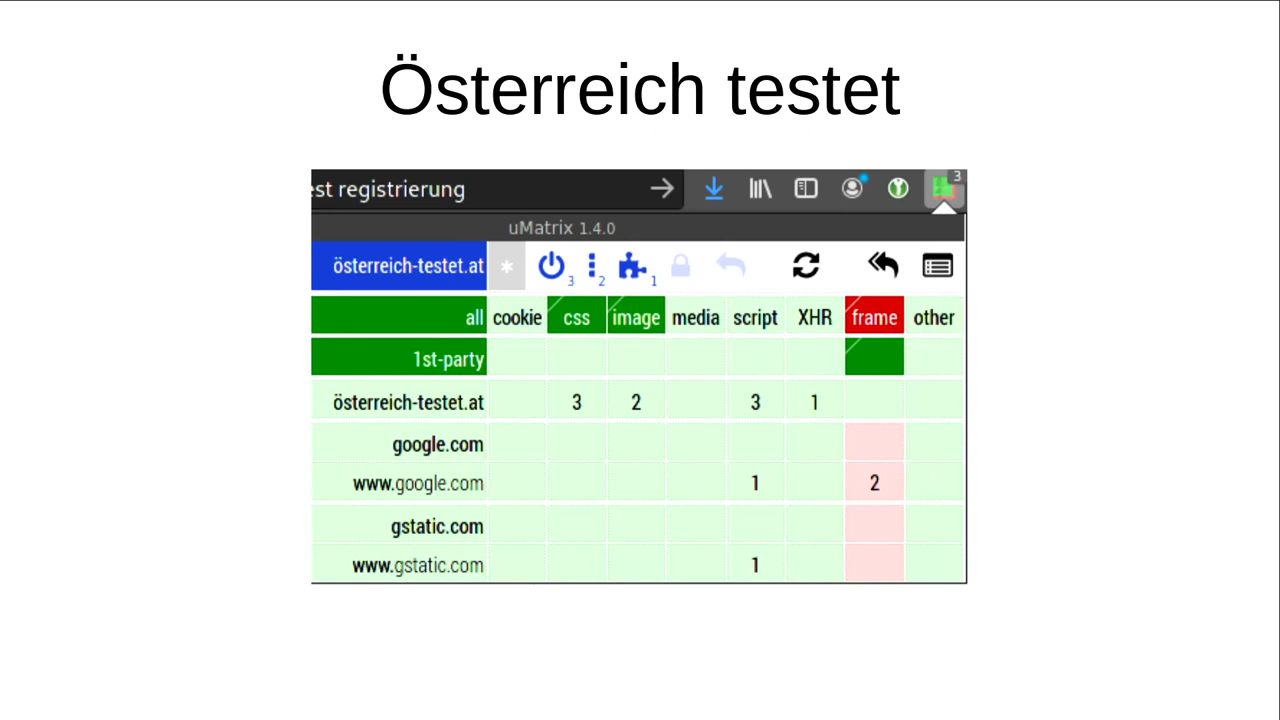 Österreich testet
est registrierung
3
uMatrix 1.4.0
österreich-testet.at * 3 2 1
all cookie css image media script XHR frame other
1st-party
österreich-testet.at 3 2 3 1
google.com
www.google.com 1 2
gstatic.com
www.gstatic.com 1